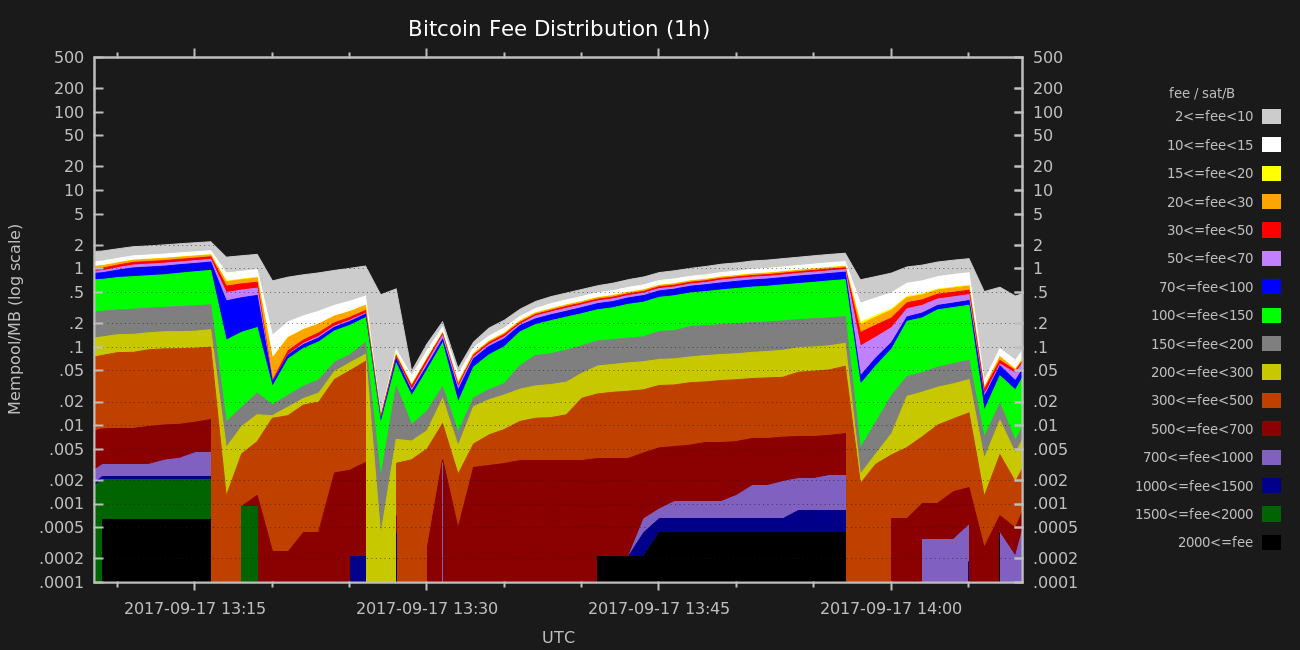 Bitcoin Fee Distribution (1h)
Mempool/MB (log scale)
500
200
100
50
20
10
5
2
1
.5
.2
.1
.05
.02
.01
.005
.002
.001
.0005
.0002
.0001
500
200
100
50
20
10
5
2
1
.5
.2
.1
.05
.02
.01
.005
.002
.001
.0005
.0002
.0001
2017-09-17 13:15
2017-09-17 13:30
2017-09-17 13:45
2017-09-17 14:00
UTC
fee / sat/B
2<=fee<10
10<=fee<15
15<=fee<20
20<=fee<30
30<=fee<50
50<=fee<70
70<=fee<100
100<=fee<150
150<=fee<200
200<=fee<300
300<=fee<500
500<=fee<700
700<=fee<1000
1000<=fee<1500
1500<=fee<2000
2000<=fee